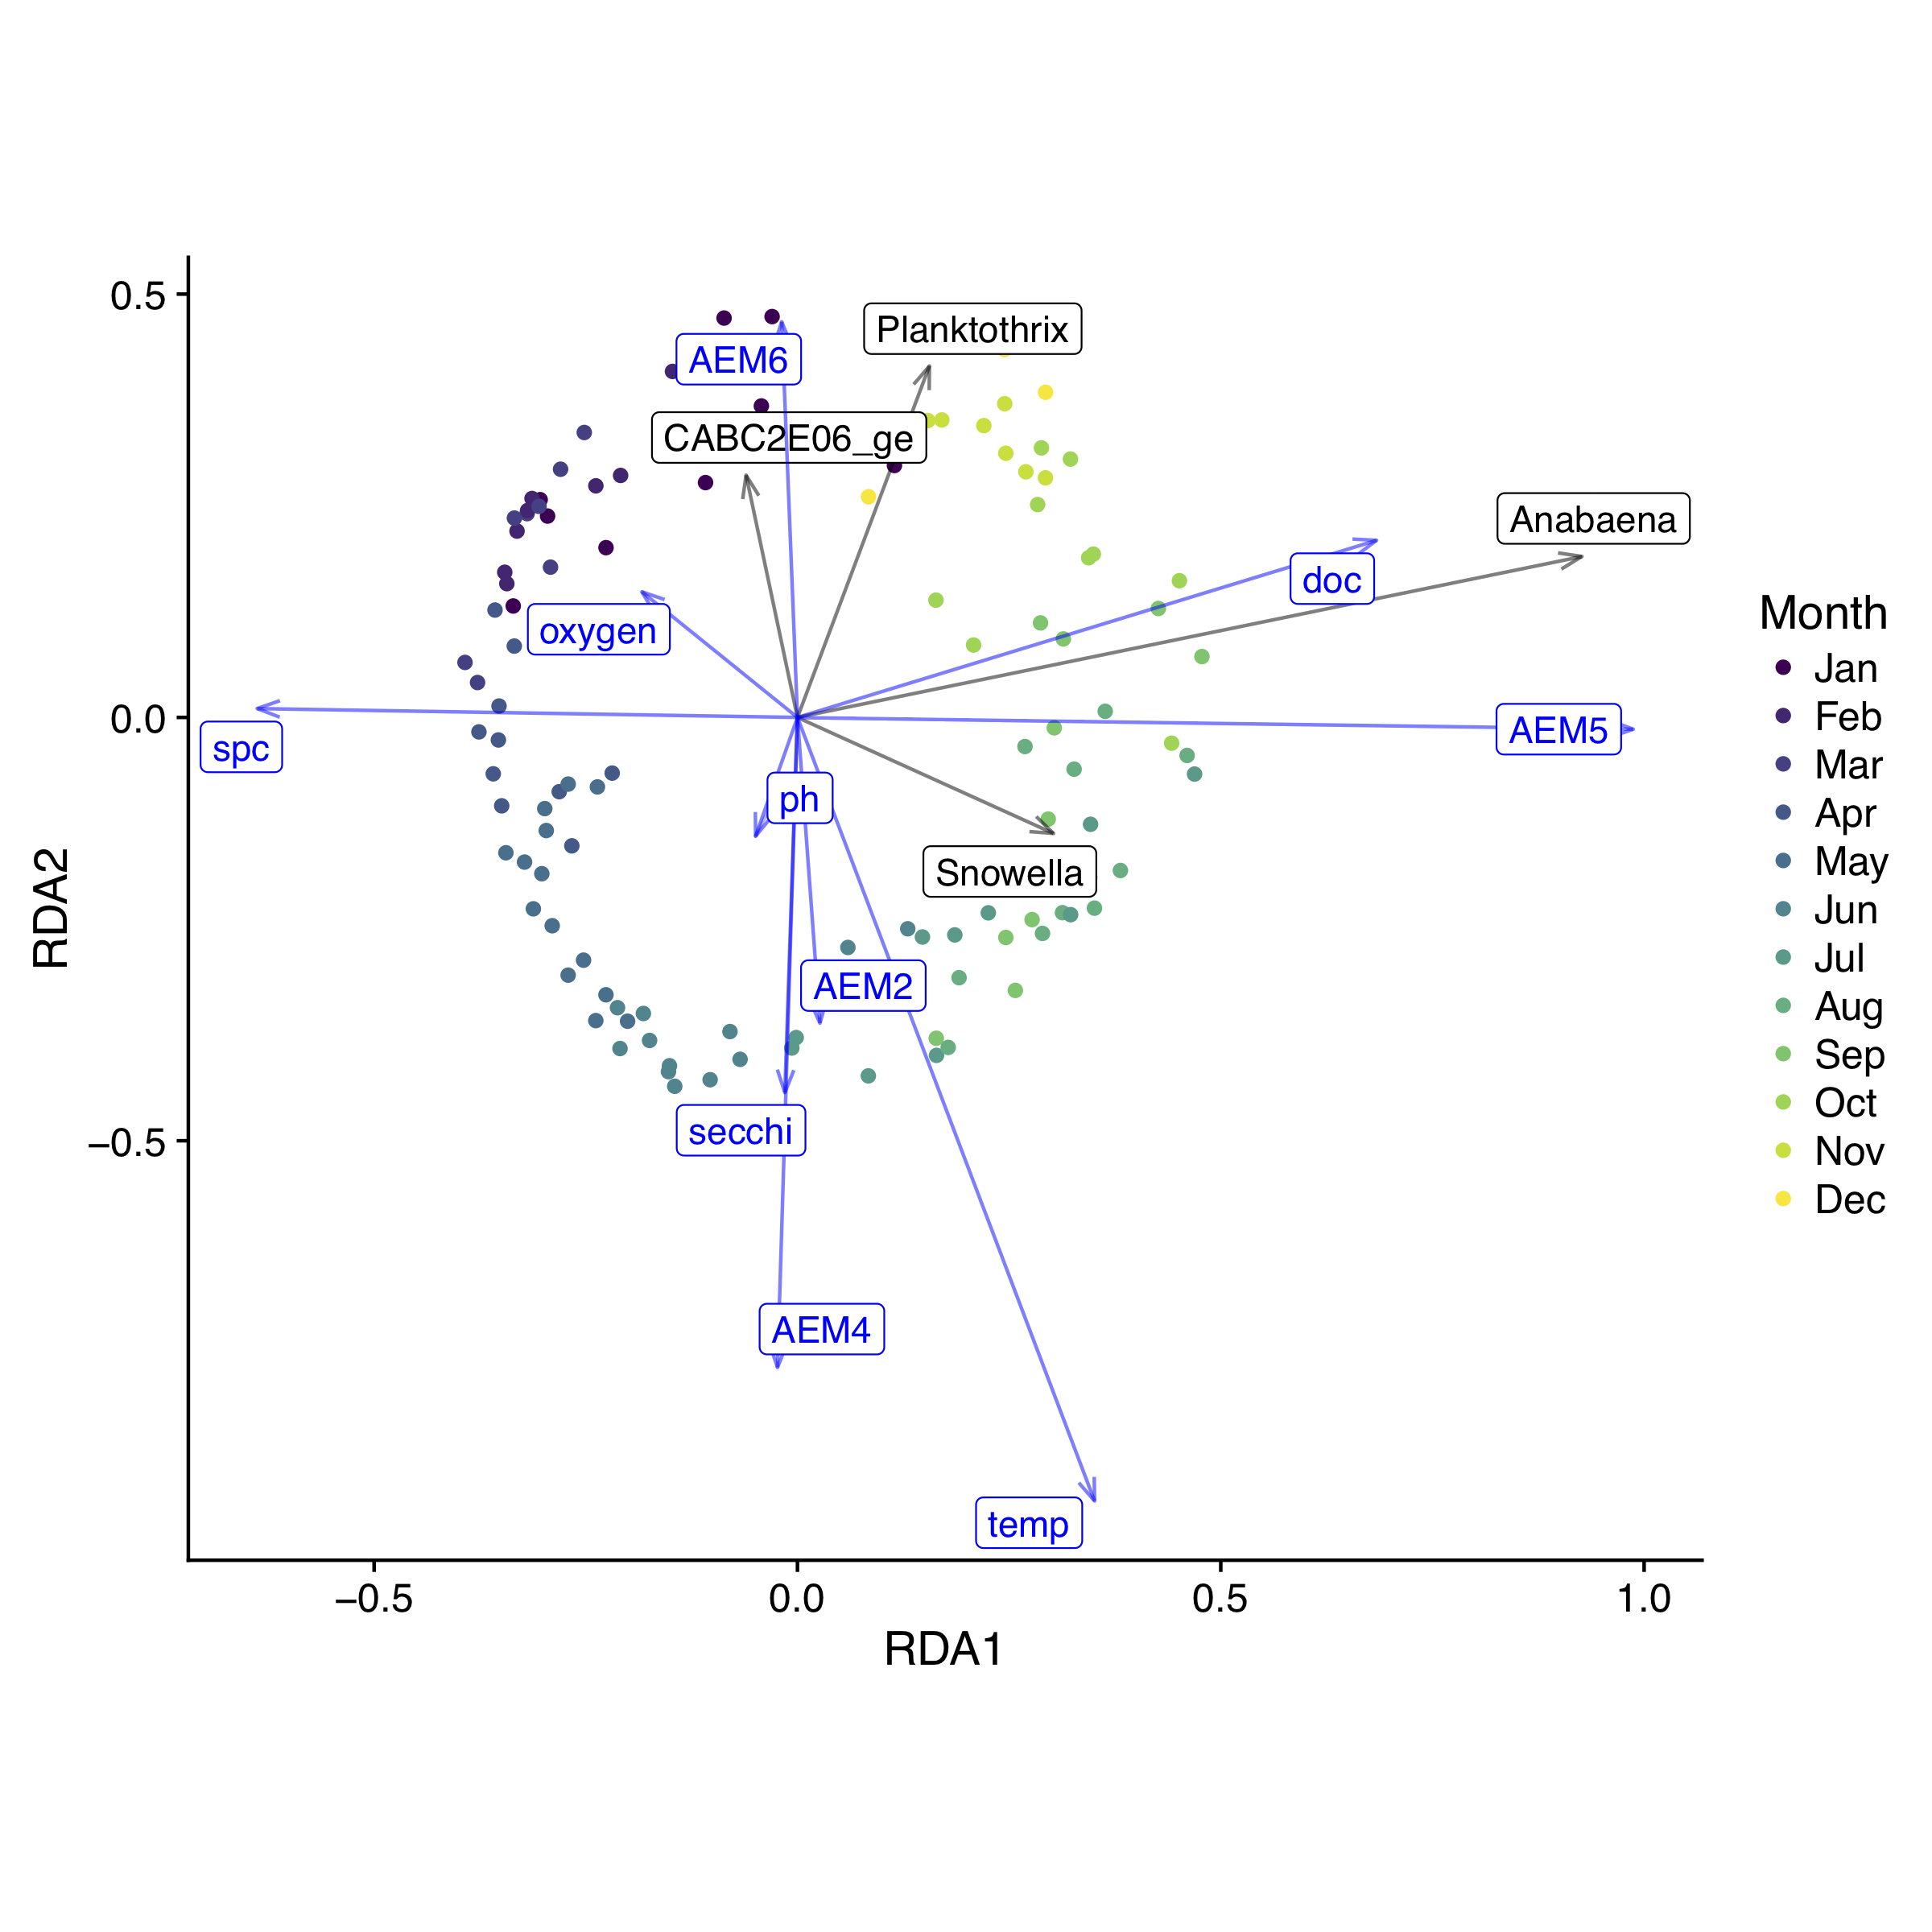 0.5
0.0
−0.5
RDA2
−0.5
0.0
0.5
1.0
RDA1
Planktothrix
AEM6
CABC2E06_ge
Anabaena
doc
oxygen
spc
AEM5
ph
Snowella
AEM2
secchi
AEM4
temp
Month
Jan
Feb
Mar
Apr
May
Jun
Jul
Aug
Sep
Oct
Nov
Dec